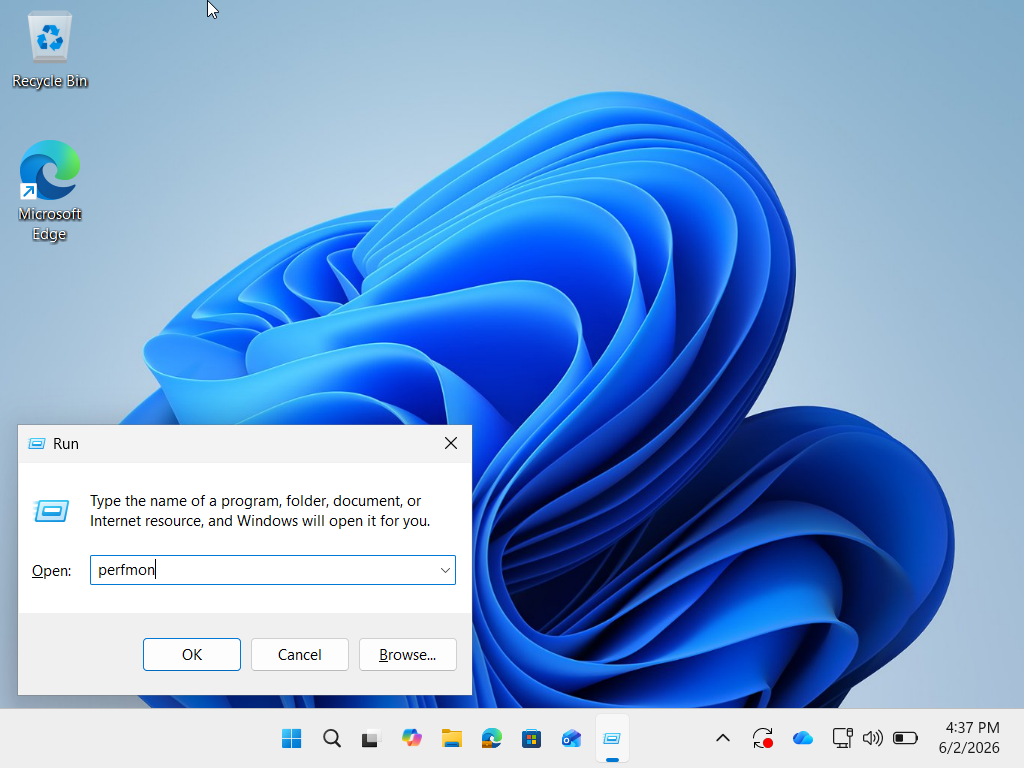 Recycle Bin
Microsoft
Edge
Run
Type the name of a program, folder, document, or
Internet resource, and Windows will open it for you.
Open:
perfmon
OK
Cancel
Browse...
4:37 PM
6/2/2026